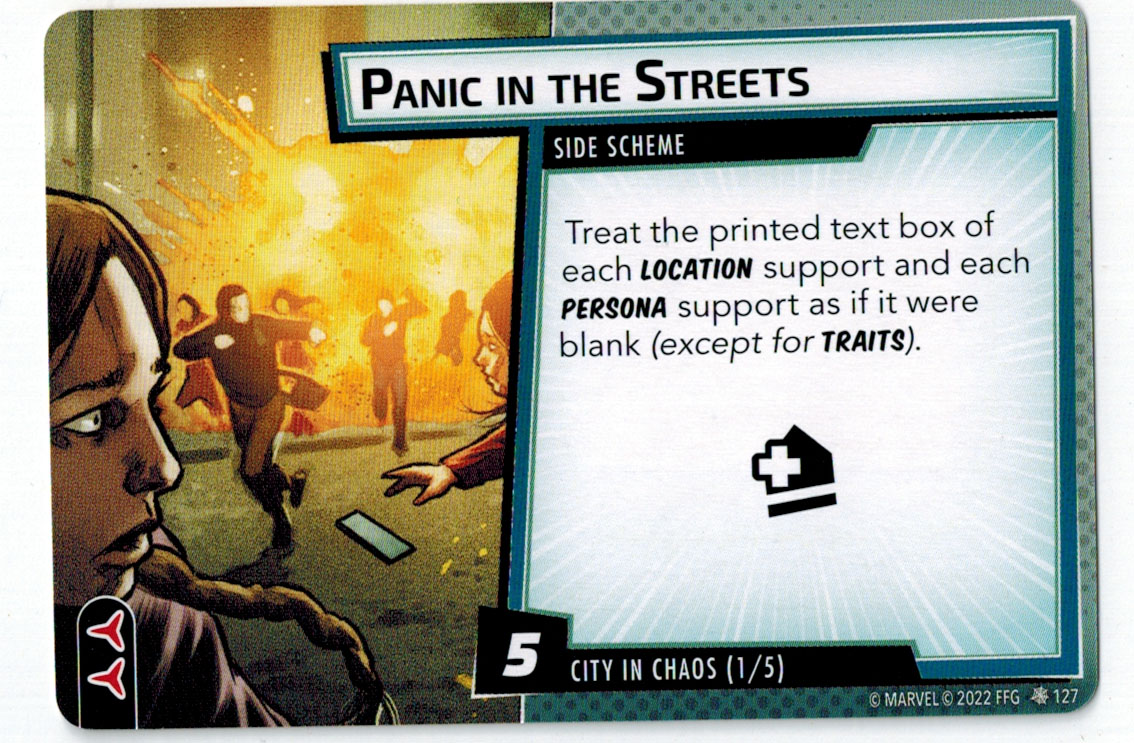 PANIC IN THE STREETS
SIDE SCHEME
Treat the printed text box of
each LOCATION support and each
PERSONA support as if it were
blank (except for TRAITS).
5
CITY IN CHAOS (1/5)
© MARVEL © 2022 FFG 127